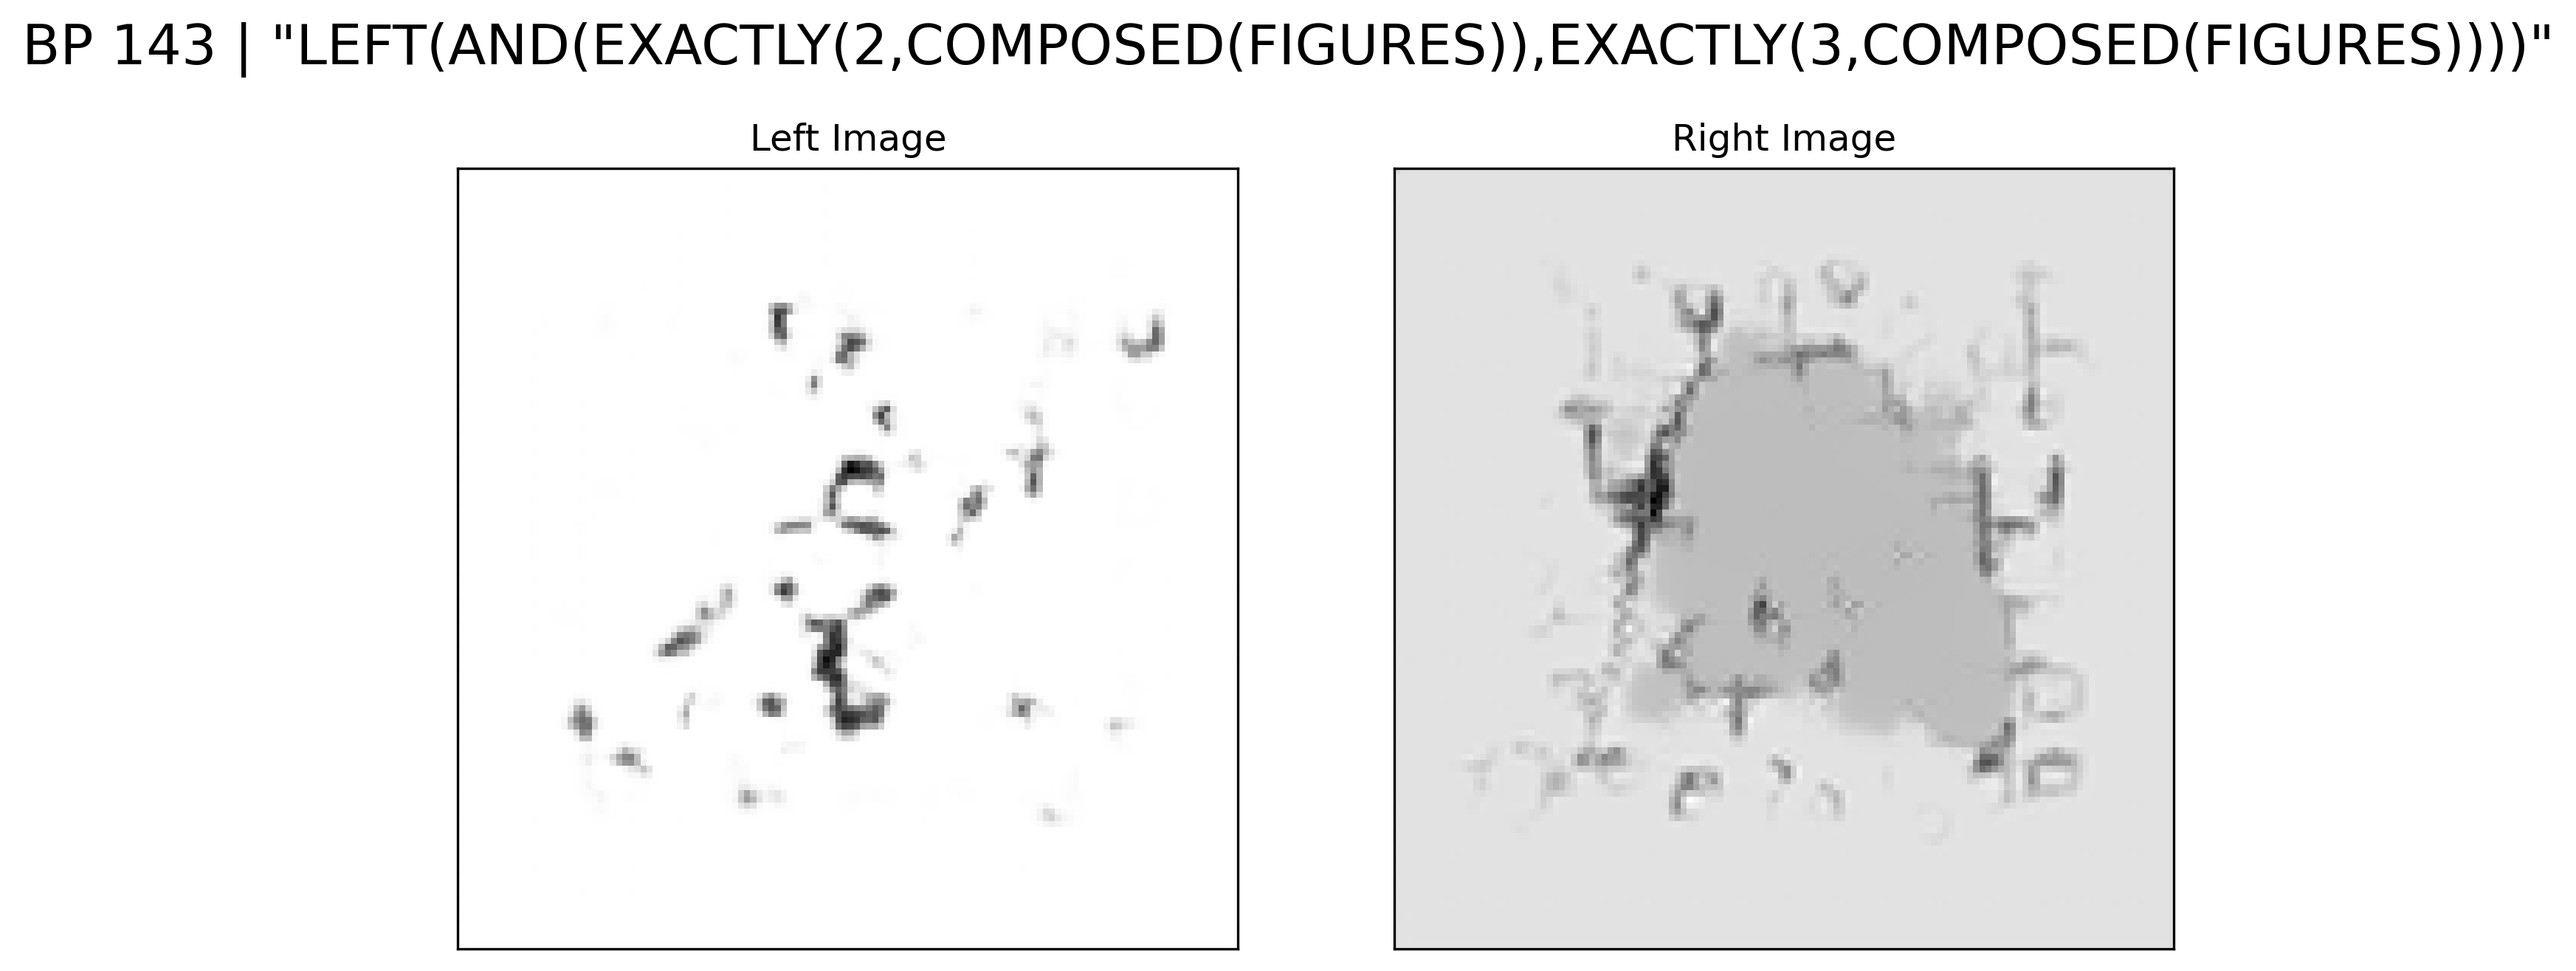 BP 143 | "LEFT(AND(EXACTLY(2,COMPOSED(FIGURES)),EXACTLY(3,COMPOSED(FIGURES))))"
Left Image
Right Image